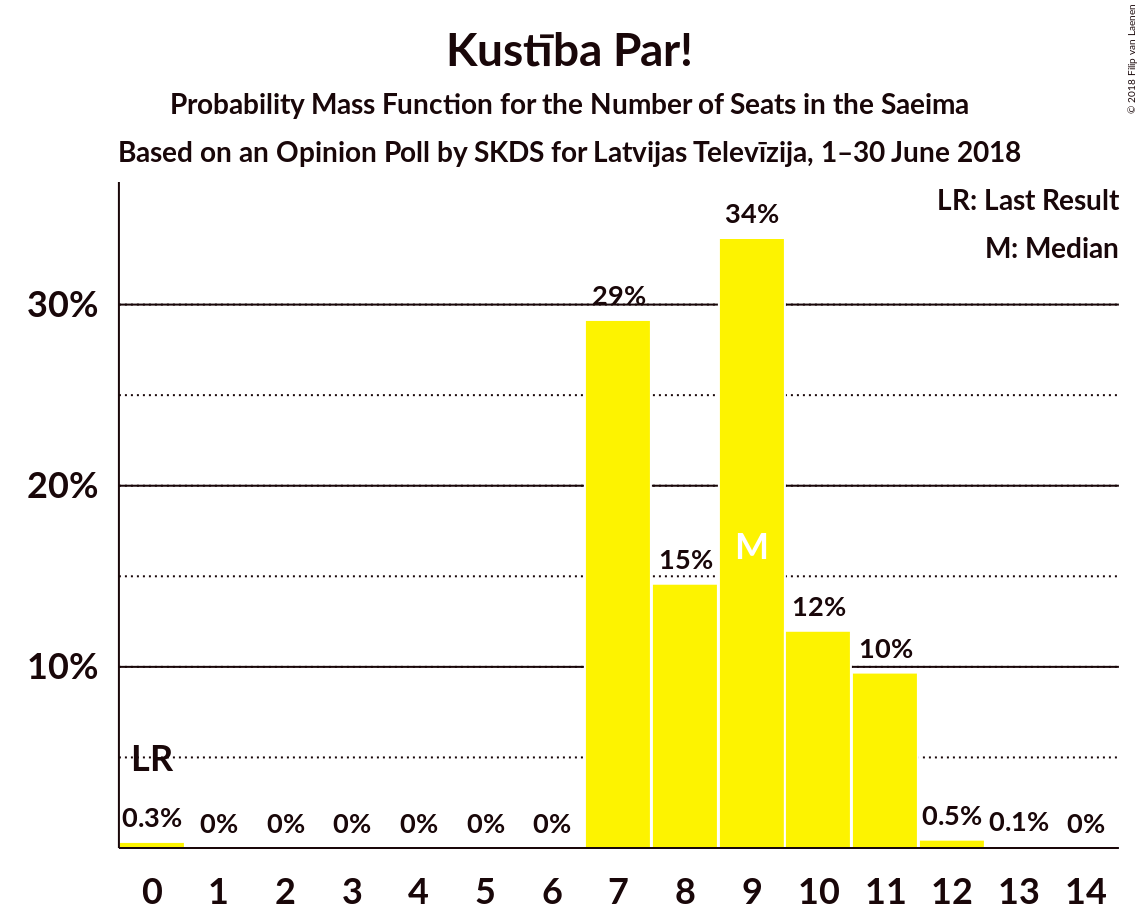 Kustība Par!
Probability Mass Function for the Number of Seats in the Saeima
Based on an Opinion Poll by SKDS for Latvijas Televīzija, 1–30 June 2018
© 2018 Filip van Laenen
LR: Last Result
M: Median
34%
30%
29%
20%
M
15%
12%
10%
10%
LR
0.3% 0% 0% 0% 0% 0% 0% 0.5% 0.1% 0%
0 1 2 3 4 5 6 7 8 9 10 11 12 13 14